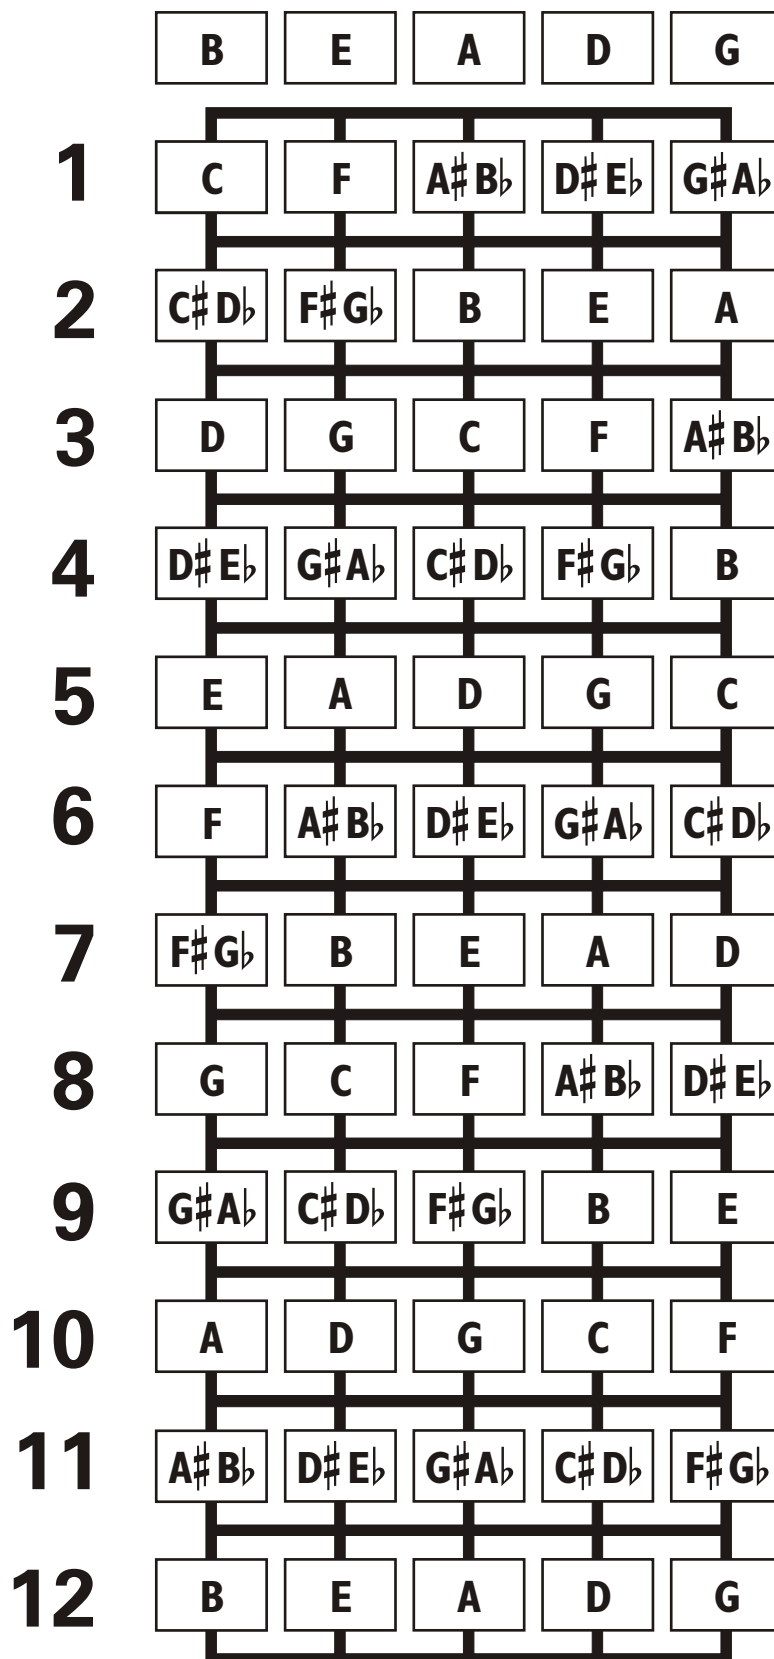 B E A D G
1 C F A♯B♭ D♯E♭ G♯A♭
2 C♯D♭ F♯G♭ B E A
3 D G C F A♯B♭
4 D♯E♭ G♯A♭ C♯D♭ F♯G♭ B
5 E A D G C
6 F A♯B♭ D♯E♭ G♯A♭ C♯D♭
7 F♯G♭ B E A D
8 G C F A♯B♭ D♯E♭
9 G♯A♭ C♯D♭ F♯G♭ B E
10 A D G C F
11 A♯B♭ D♯E♭ G♯A♭ C♯D♭ F♯G♭
12 B E A D G